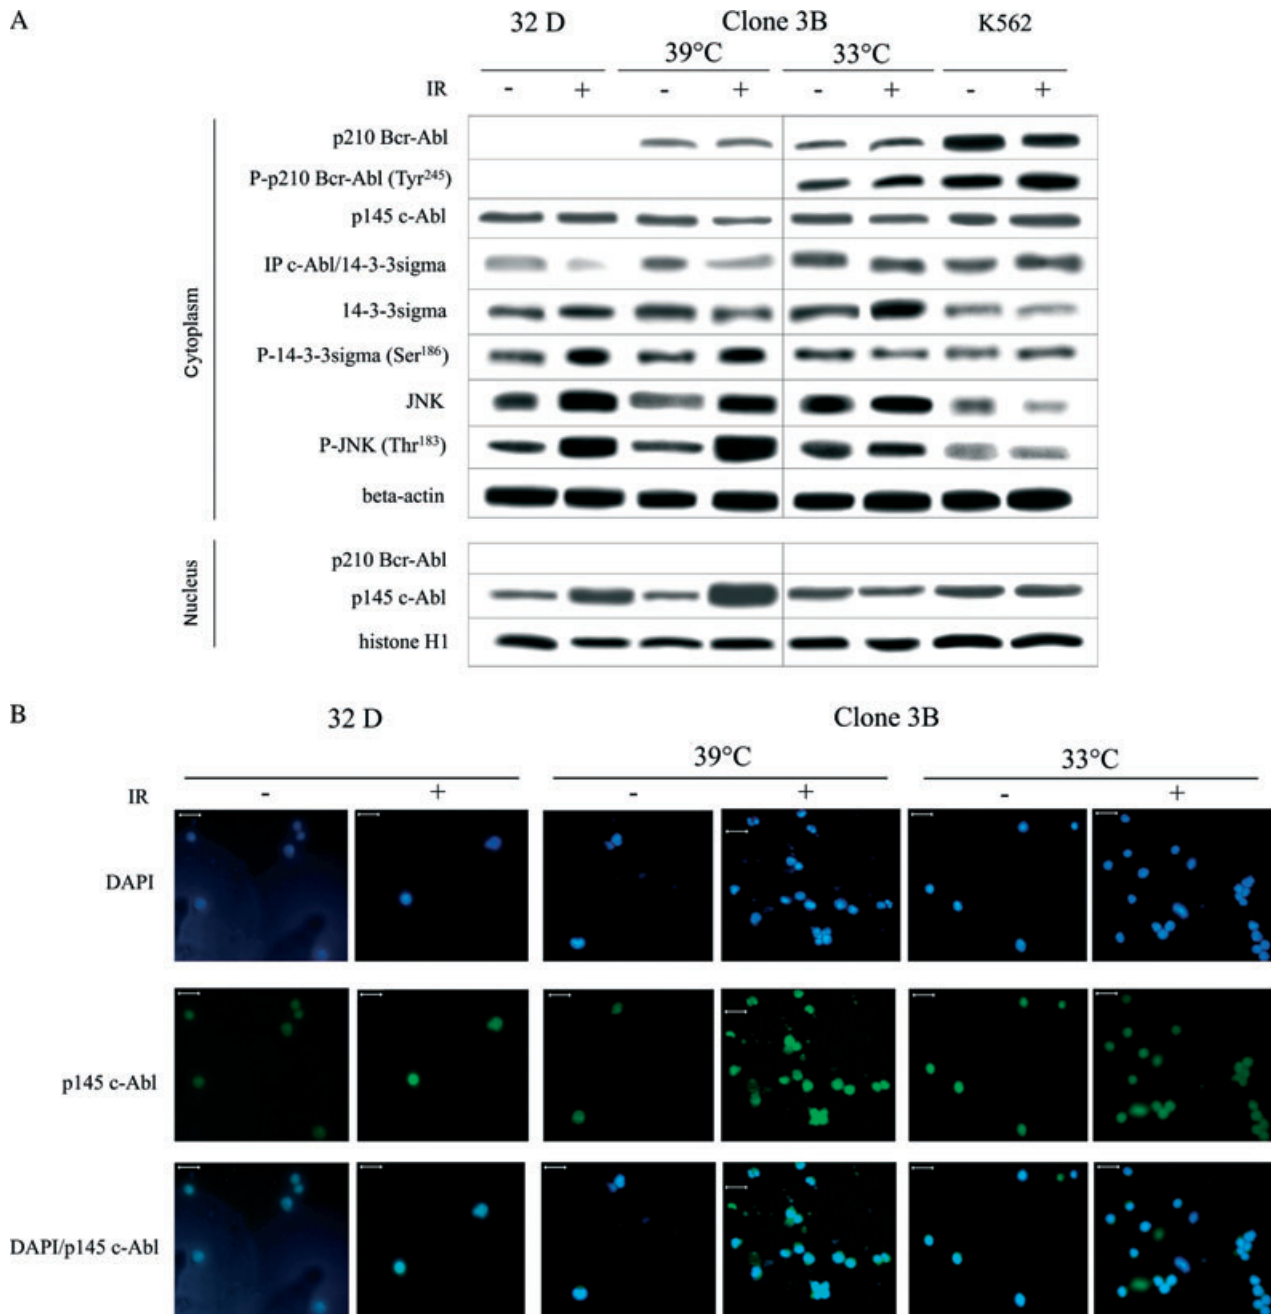 A
32 D
Clone 3B
K562
39°C
33°C
IR
- + - + - + - +
Cytoplasm
p210 Bcr-Abl
P-p210 Bcr-Abl (Tyr²⁴⁵)
p145 c-Abl
IP c-Abl/14-3-3sigma
14-3-3sigma
P-14-3-3sigma (Ser¹⁸⁶)
JNK
P-JNK (Thr¹⁸³)
beta-actin
Nucleus
p210 Bcr-Abl
p145 c-Abl
histone H1
B
32 D
Clone 3B
39°C
33°C
IR
- + - + - +
DAPI
p145 c-Abl
DAPI/p145 c-Abl